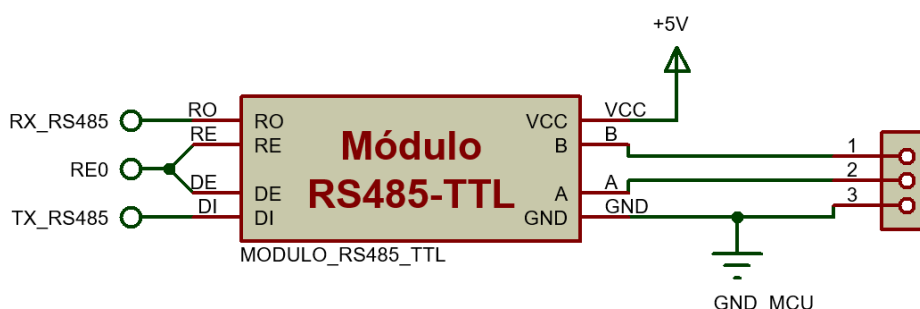 +5V
RX_RS485
RO
RO
VCC
VCC
RE
RE
Módulo
B
B
1
RE0
RS485-TTL
2
DE
DE
A
A
3
TX_RS485
DI
DI
GND
GND
MODULO_RS485_TTL
GND_MCU